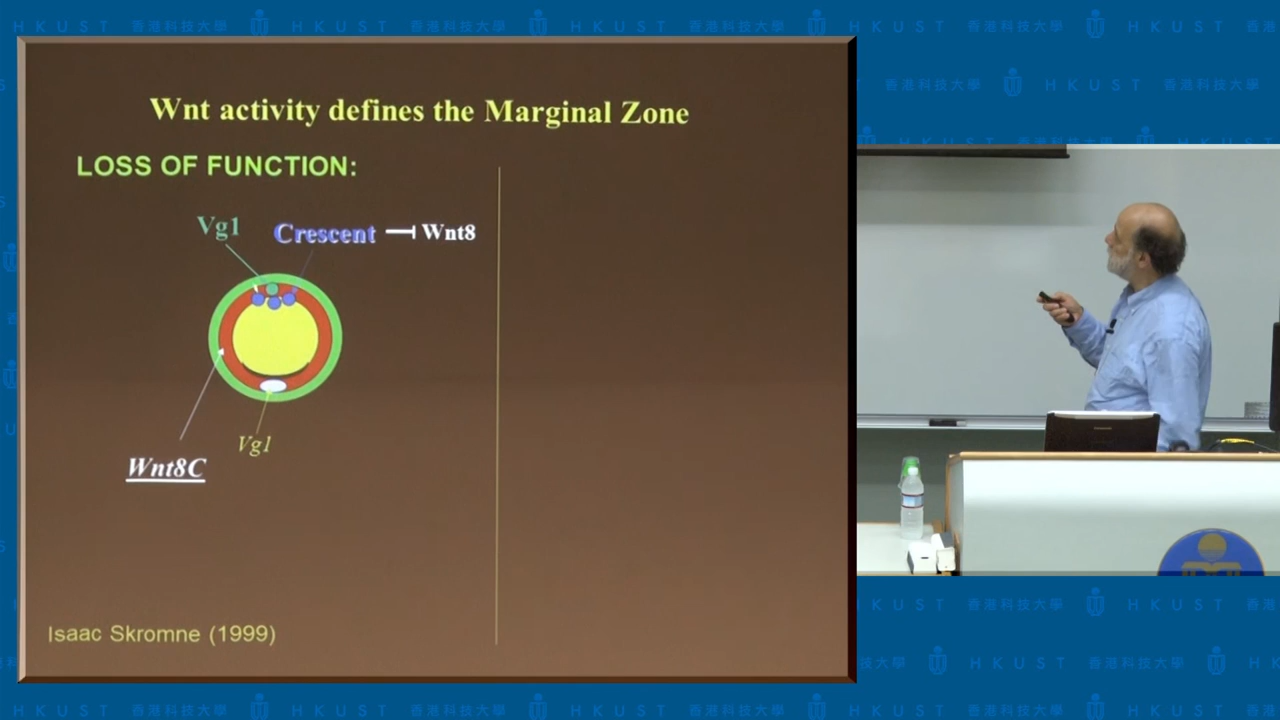 Wnt activity defines the Marginal Zone
LOSS OF FUNCTION:
Vg1
Crescent
Wnt8
Wnt8C
Vg1
Isaac Skromne (1999)
HKUST 香港科技大學